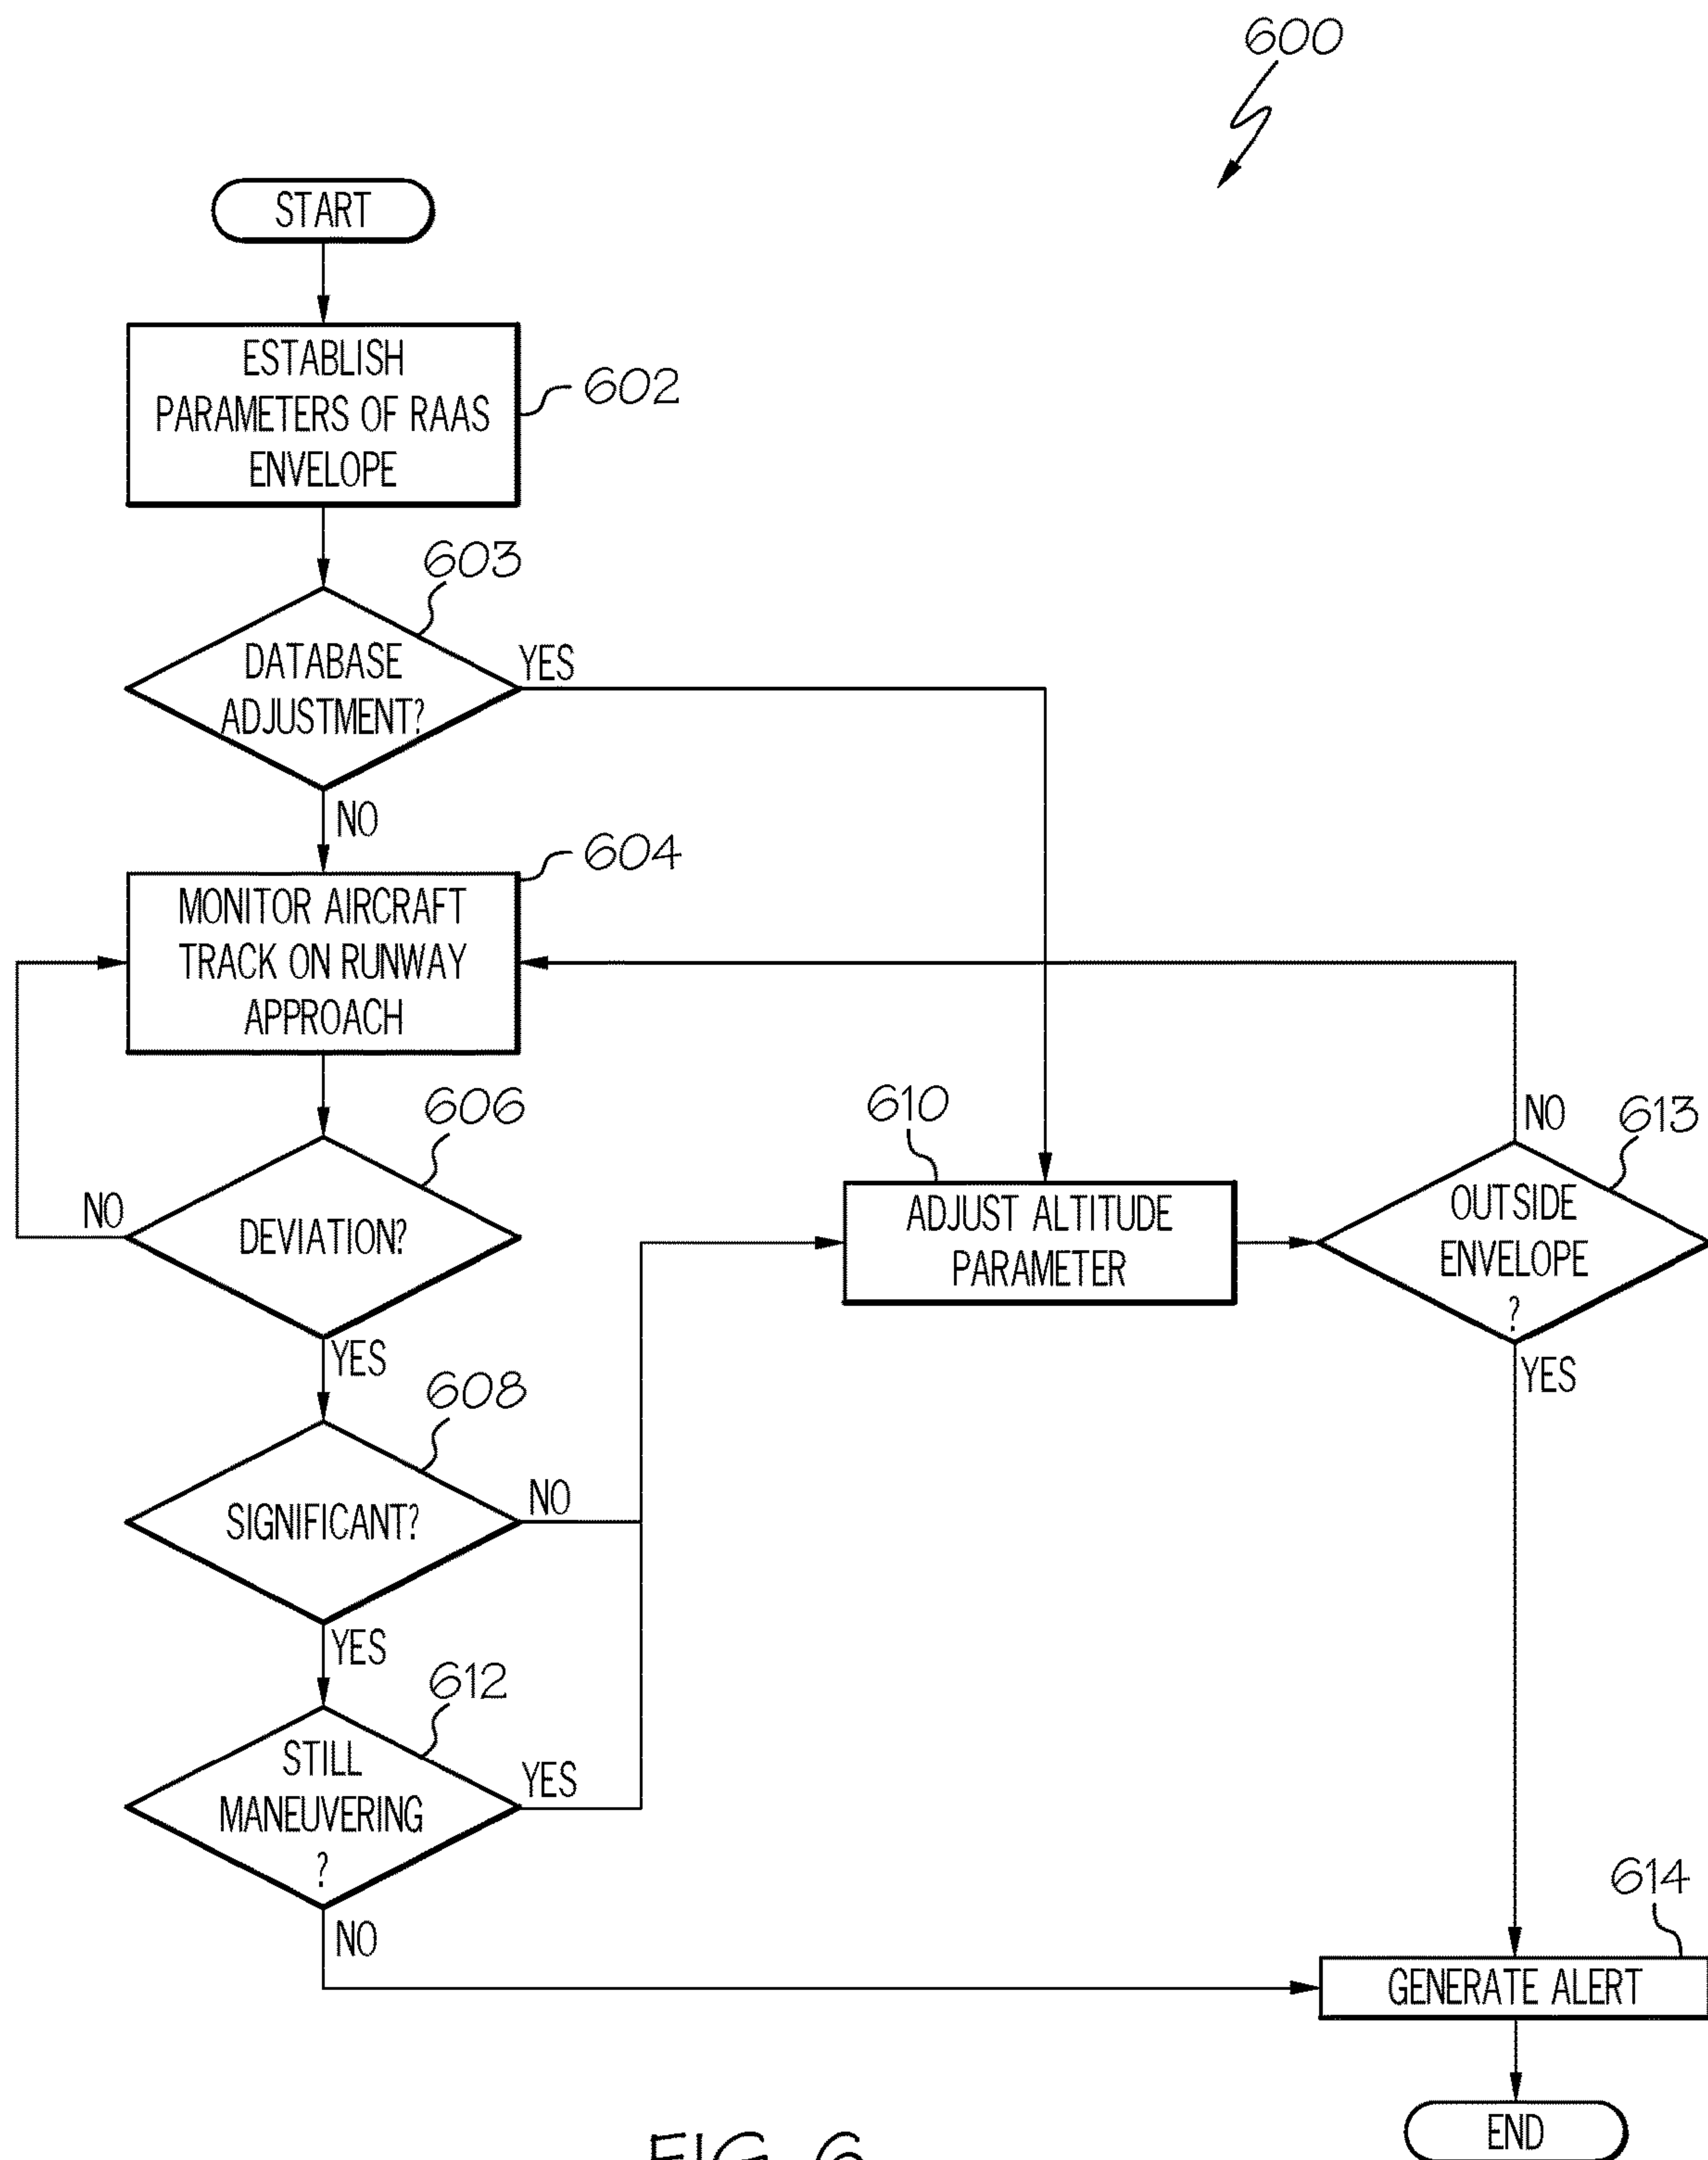 600
START
ESTABLISH
PARAMETERS OF RAAS
ENVELOPE
602
603
DATABASE
ADJUSTMENT?
YES
NO
604
MONITOR AIRCRAFT
TRACK ON RUNWAY
APPROACH
606
DEVIATION?
NO
YES
610
ADJUST ALTITUDE
PARAMETER
NO
613
OUTSIDE
ENVELOPE
?
YES
608
SIGNIFICANT?
NO
YES
612
STILL
MANEUVERING
?
YES
NO
614
GENERATE ALERT
END
FIG. 6